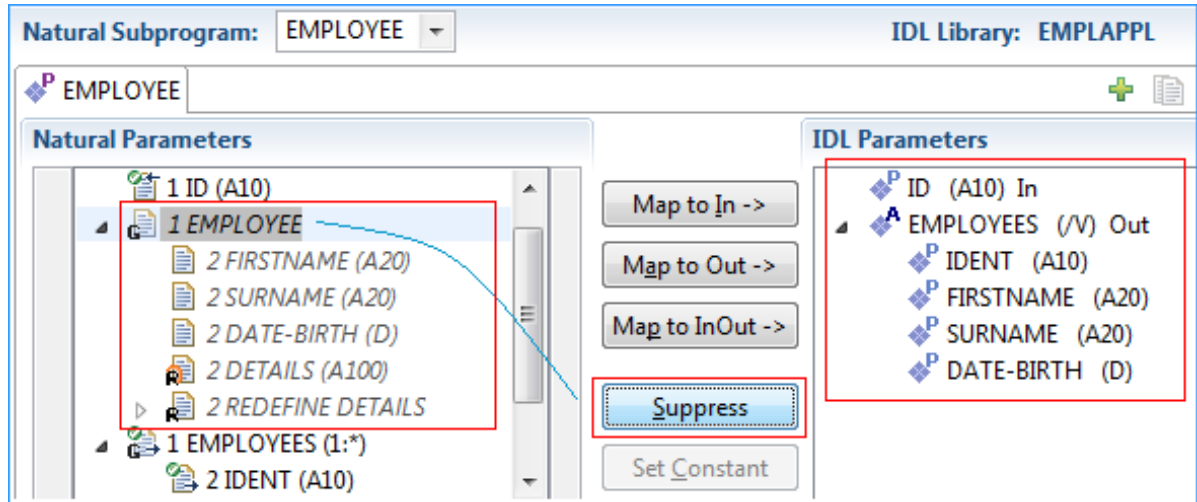 Natural Subprogram: EMPLOYEE IDL Library: EMPLAPPL
P EMPLOYEE
Natural Parameters
1 ID (A10)
G 1 EMPLOYEE
2 FIRSTNAME (A20)
2 SURNAME (A20)
2 DATE-BIRTH (D)
R 2 DETAILS (A100)
R 2 REDEFINE DETAILS
G 1 EMPLOYEES (1:*)
2 IDENT (A10)
Map to In ->
Map to Out ->
Map to InOut ->
Suppress
Set Constant
IDL Parameters
P ID (A10) In
A EMPLOYEES (/V) Out
P IDENT (A10)
P FIRSTNAME (A20)
P SURNAME (A20)
P DATE-BIRTH (D)